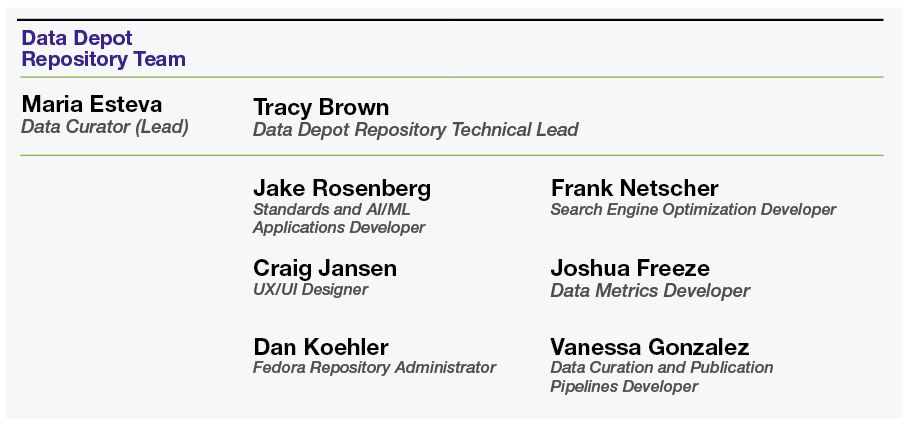 Data Depot
Repository Team
Maria Esteva
Data Curator (Lead)
Tracy Brown
Data Depot Repository Technical Lead
Jake Rosenberg
Standards and AI/ML
Applications Developer
Frank Netscher
Search Engine Optimization Developer
Craig Jansen
UX/UI Designer
Joshua Freeze
Data Metrics Developer
Dan Koehler
Fedora Repository Administrator
Vanessa Gonzalez
Data Curation and Publication
Pipelines Developer